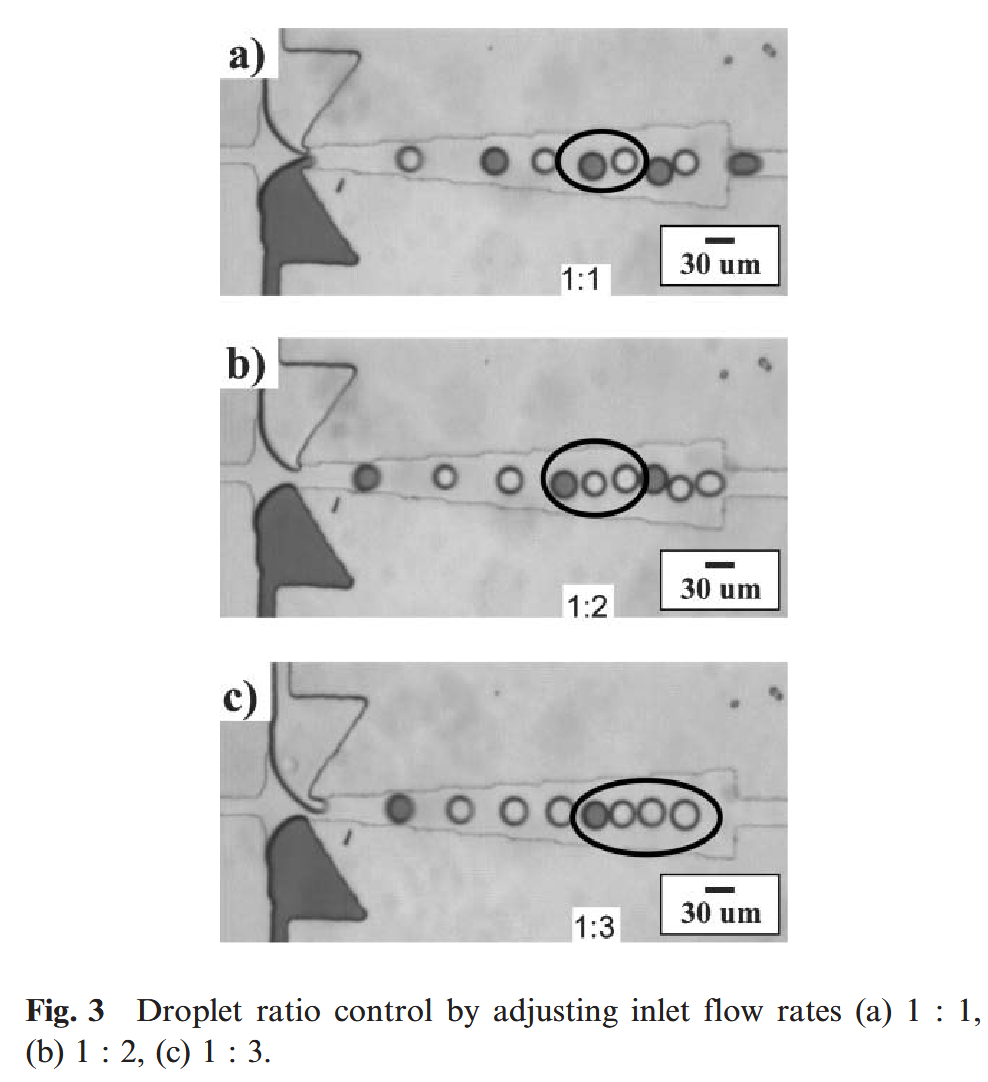 a)
1:1
30 um
b)
1:2
30 um
c)
1:3
30 um
Fig. 3 Droplet ratio control by adjusting inlet flow rates (a) 1 : 1,
(b) 1 : 2, (c) 1 : 3.